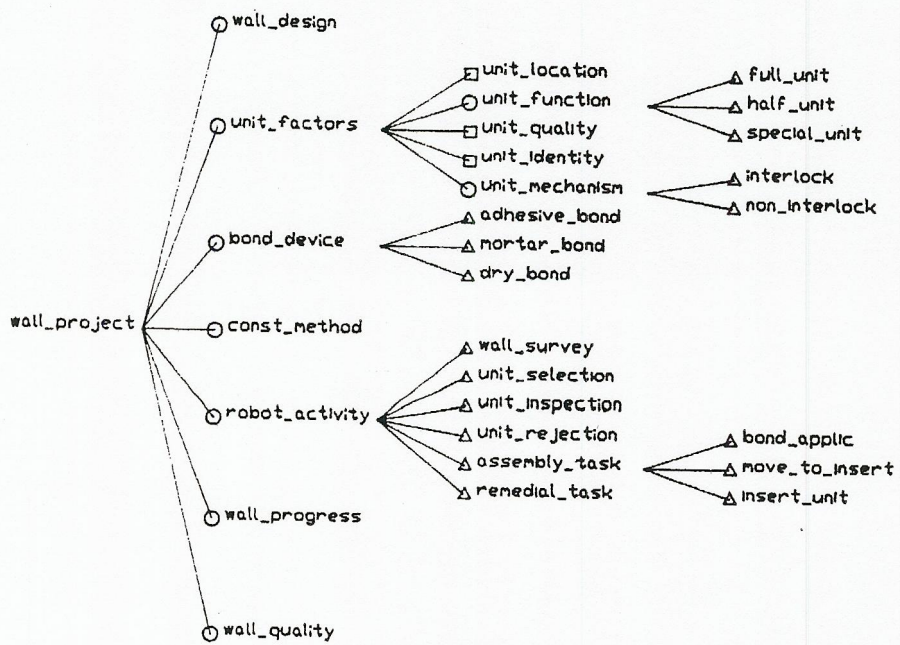 wall_design
unit_factors
bond_device
wall_project
const_method
robot_activity
wall_progress
wall_quality
unit_location
unit_function
unit_quality
unit_identity
unit_mechanism
adhesive_bond
mortar_bond
dry_bond
wall_survey
unit_selection
unit_inspection
unit_rejection
assembly_task
remedial_task
full_unit
half_unit
special_unit
interlock
non_interlock
bond_applic
move_to_insert
insert_unit